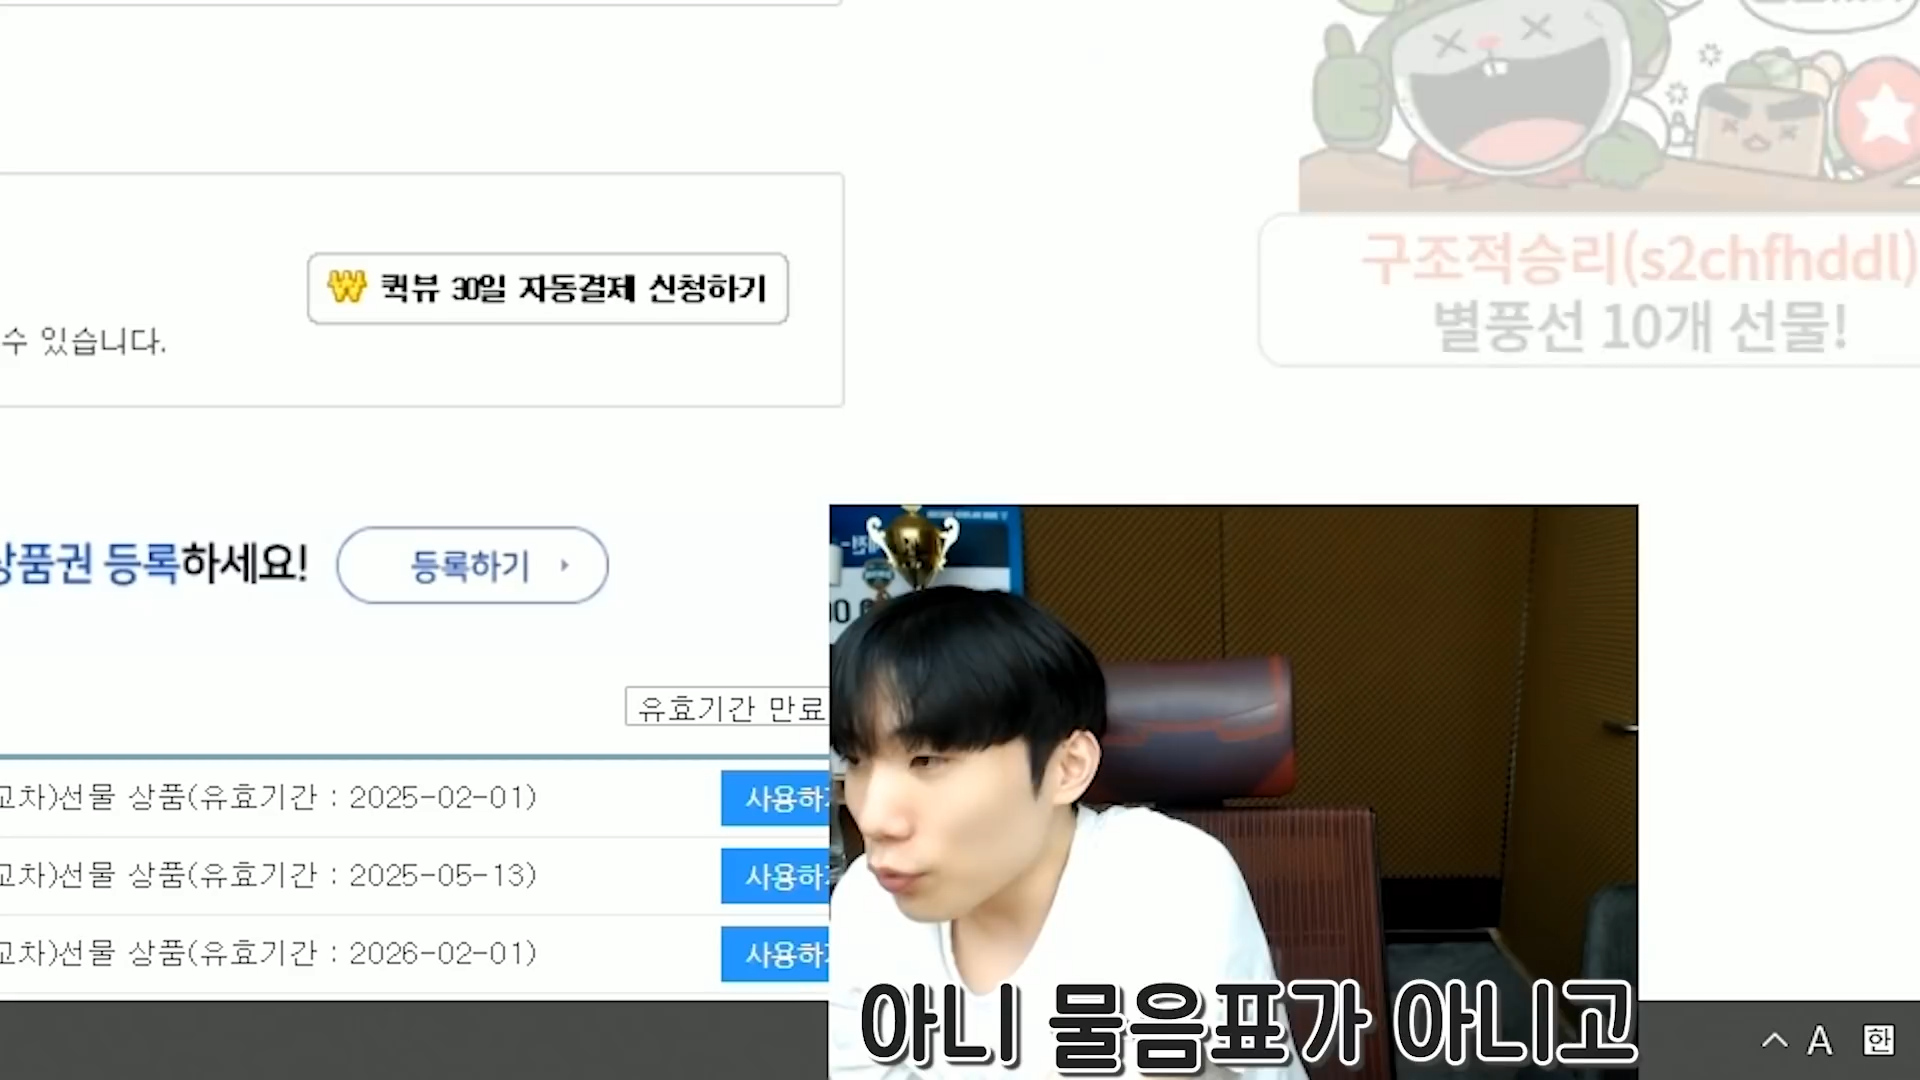 구조적승리(s2chfhddl)
별풍선 10개 선물!
퀵뷰 30일 자동결제 신청하기
수 있습니다.
상품권 등록하세요!
등록하기
유효기간 만료
교차)선물 상품(유효기간 : 2025-02-01)
사용하
교차)선물 상품(유효기간 : 2025-05-13)
사용하
교차)선물 상품(유효기간 : 2026-02-01)
사용하
아니 물음표가 아니고
A 한